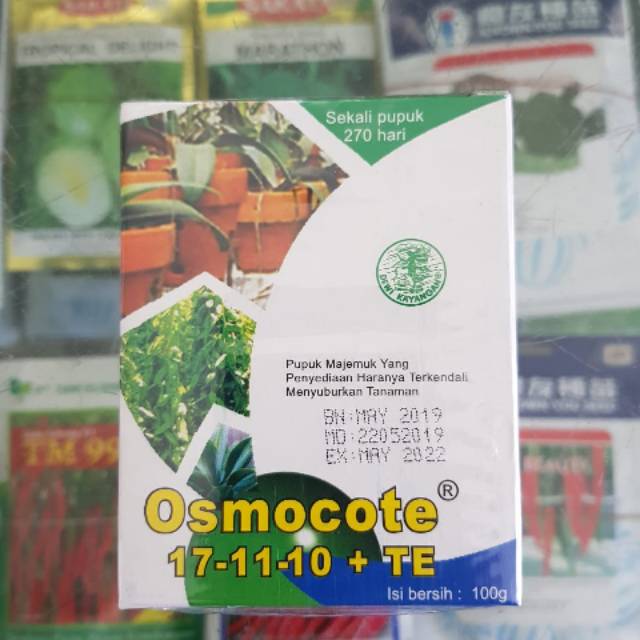 TROPICAL DELIGHT
MARATHON
Sekali pupuk
270 hari
DEWI KAYANGAN
Pupuk Majemuk Yang
Penyediaan Haranya Terkendali
Menyuburkan Tanaman
BN:MAY 2019
MD:22052019
EX:MAY 2022
TM 99
Osmocote®
17-11-10 + TE
Isi bersih : 100g